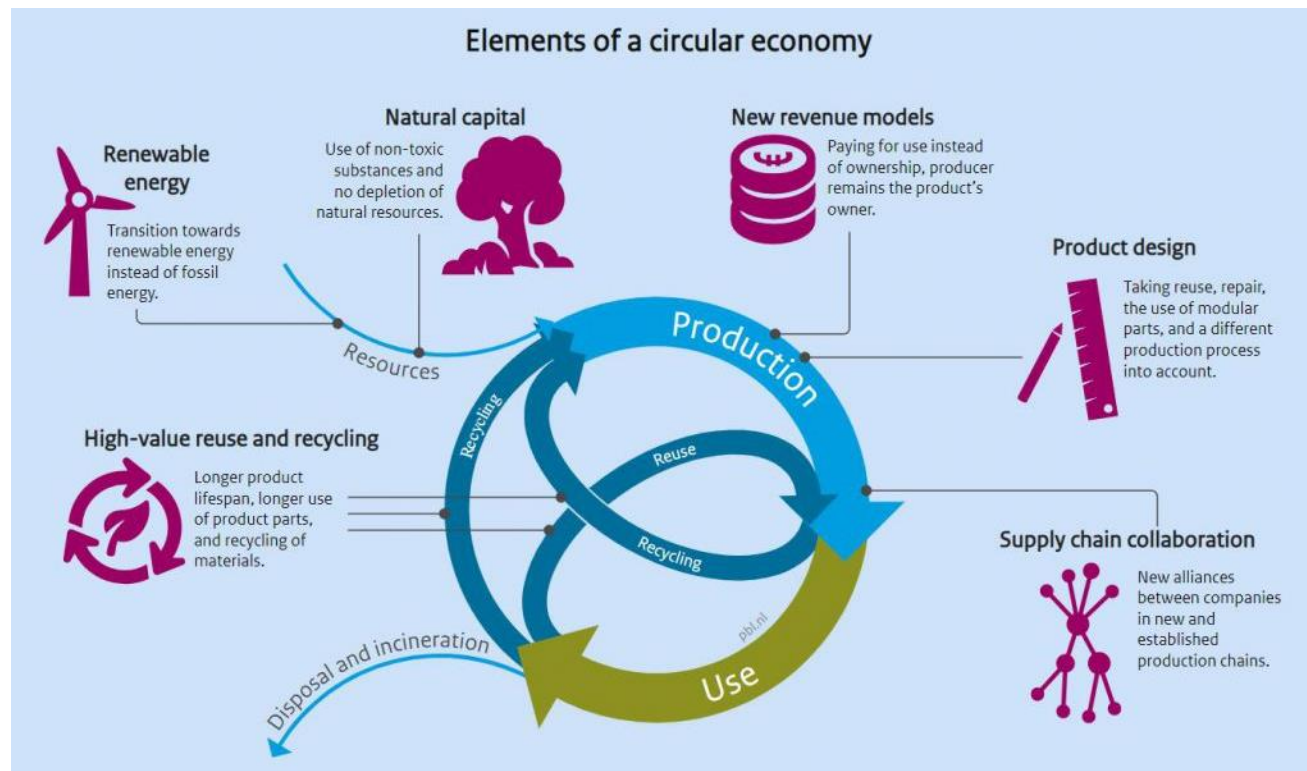 Elements of a circular economy
Natural capital
Use of non-toxic
substances and
no depletion of
natural resources.
New revenue models
Paying for use instead
of ownership, producer
remains the product's
owner.
Renewable
energy
Transition towards
renewable energy
instead of fossil
energy.
Product design
Taking reuse, repair,
the use of modular
parts, and a different
production process
into account.
Resources
Production
Recycling
High-value reuse and recycling
Longer product
lifespan, longer use
of product parts,
and recycling of
materials.
Reuse
Recycling
Supply chain collaboration
New alliances
between companies
in new and
established
production chains.
pbl.nl
Use
Disposal and incineration